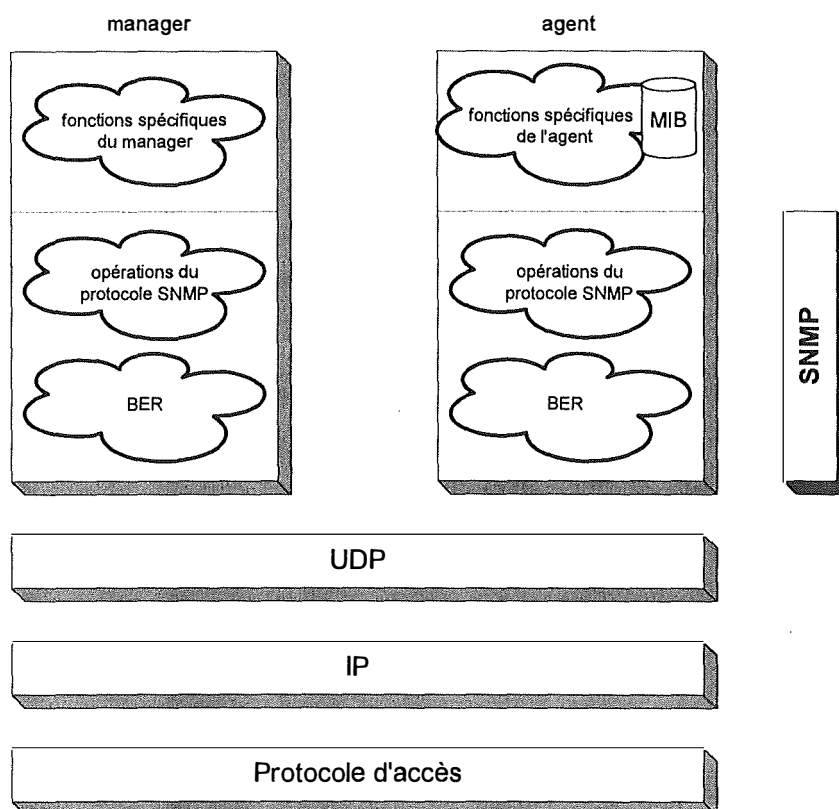 manager
agent
fonctions spécifiques
du manager
fonctions spécifiques
de l'agent
MIB
opérations du
protocole SNMP
opérations du
protocole SNMP
BER
BER
SNMP
UDP
IP
Protocole d'accès